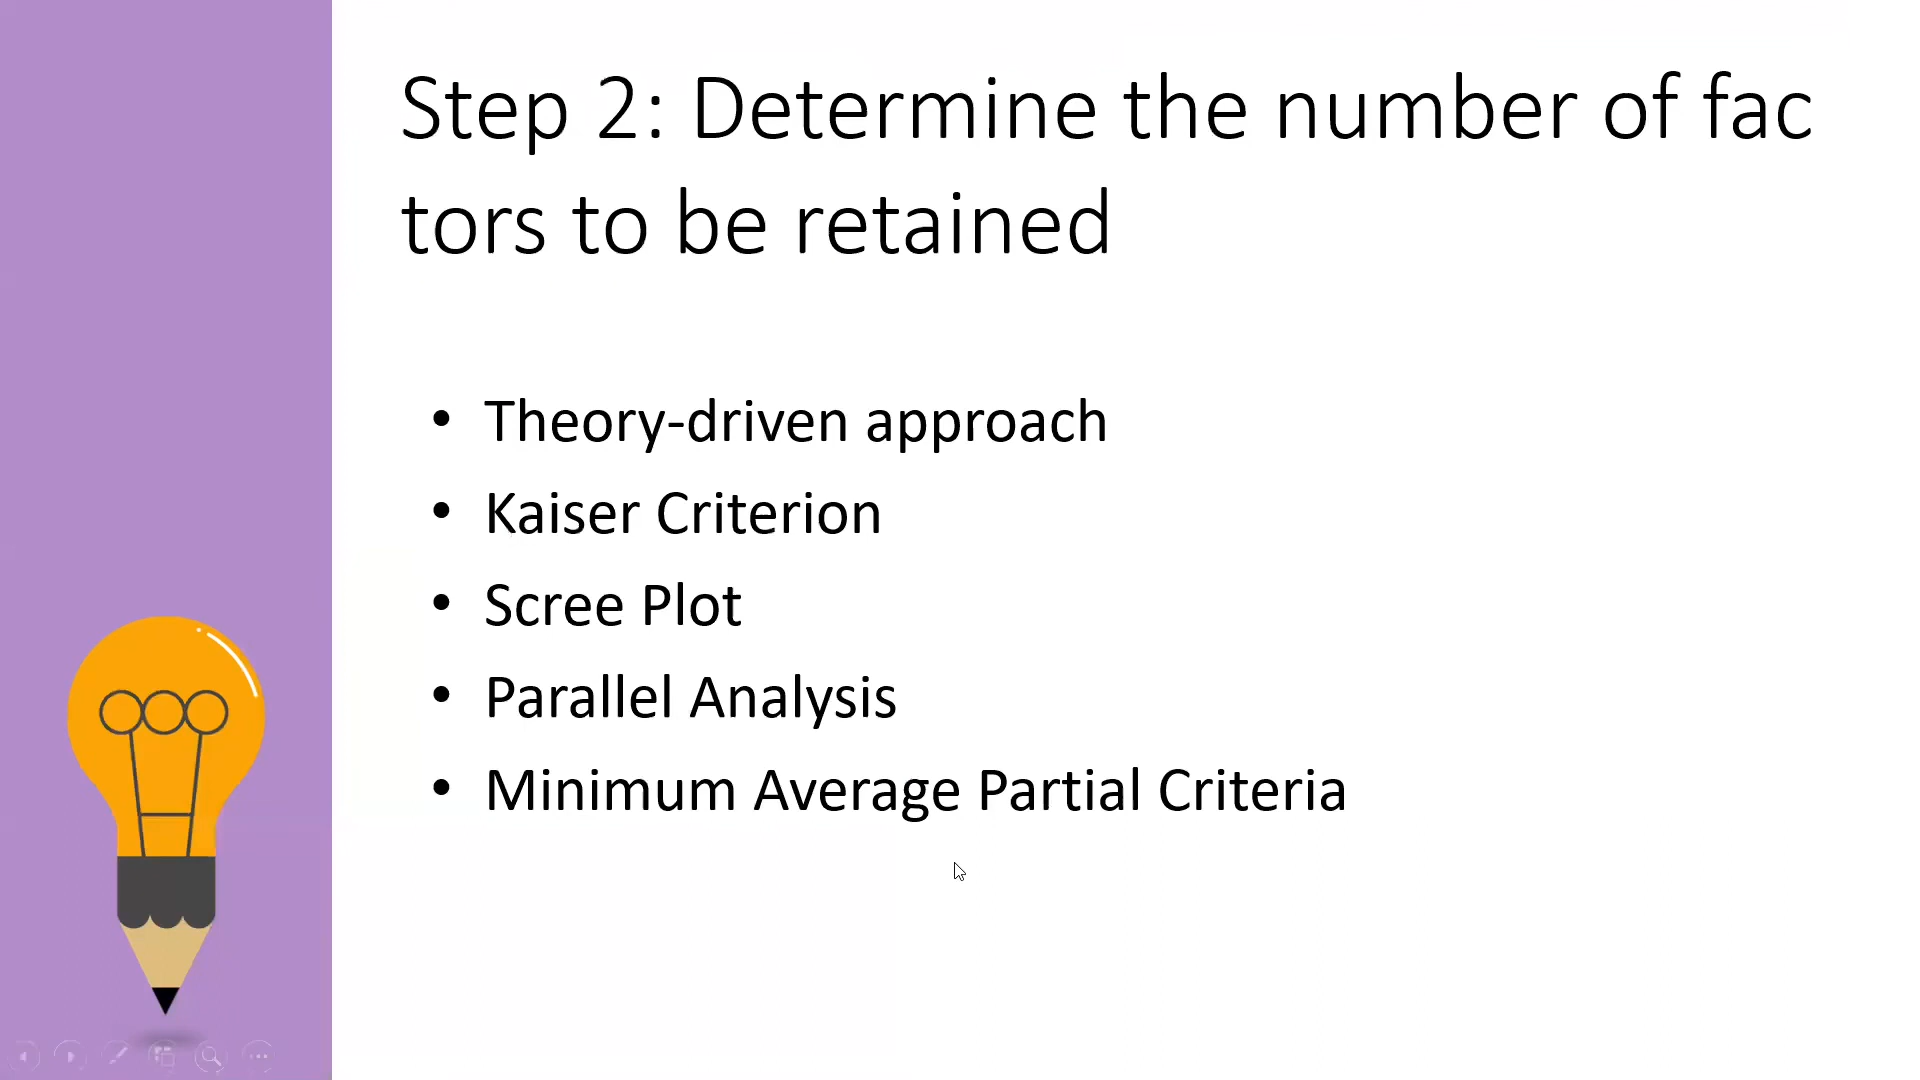 Step 2: Determine the number of fac
tors to be retained
• Theory-driven approach
• Kaiser Criterion
• Scree Plot
• Parallel Analysis
• Minimum Average Partial Criteria